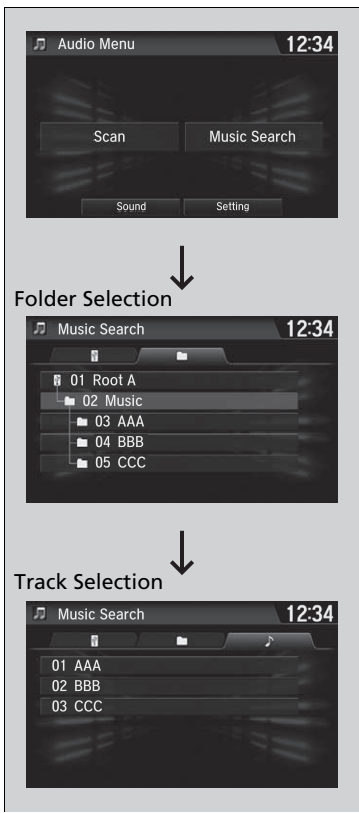 Audio Menu 12:34
Scan Music Search
Sound Setting
Folder Selection
Music Search 12:34
01 Root A
02 Music
03 AAA
04 BBB
05 CCC
Track Selection
Music Search 12:34
01 AAA
02 BBB
03 CCC